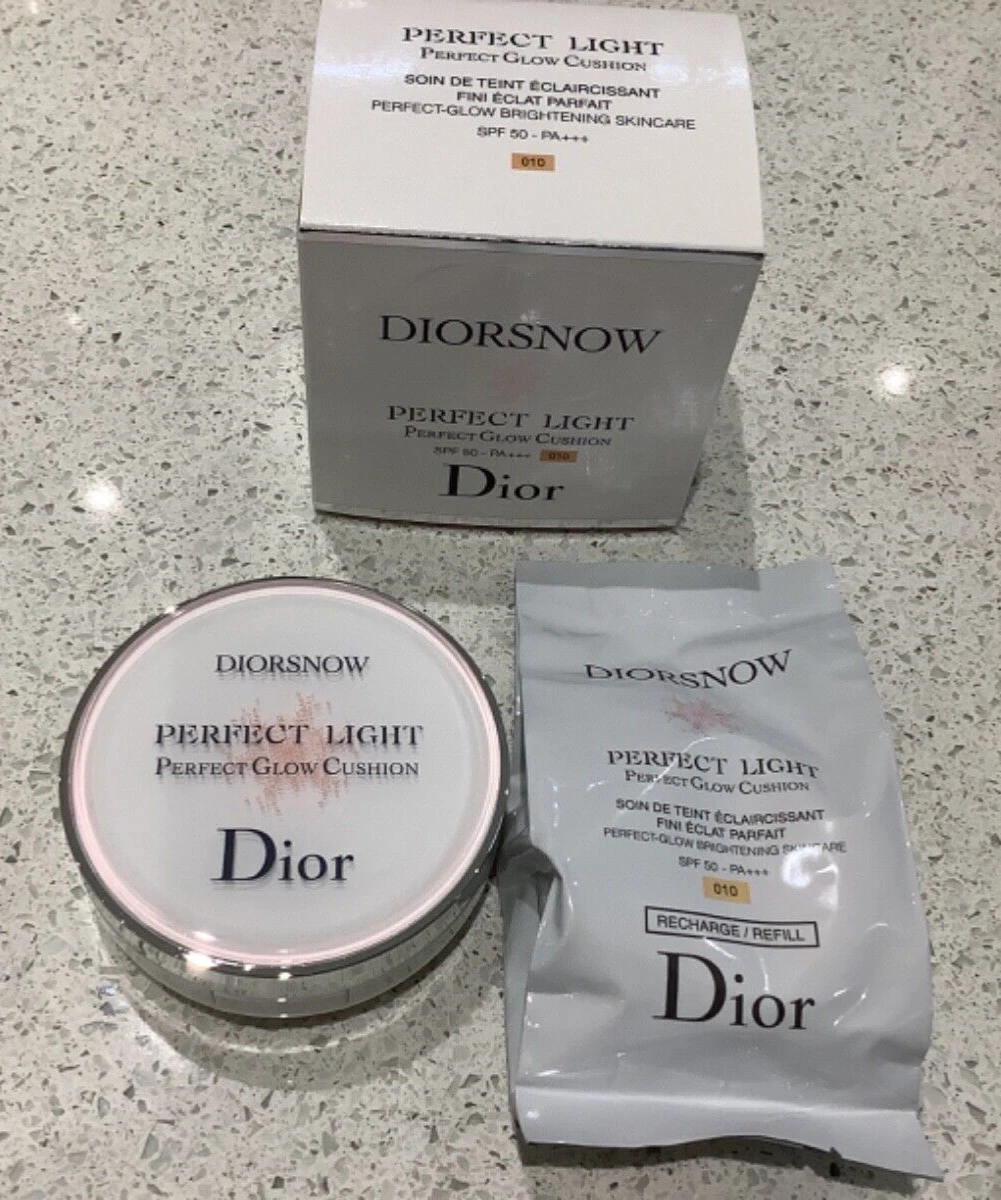 PERFECT LIGHT
PERFECT GLOW CUSHION
SOIN DE TEINT ÉCLAIRCISSANT
FINI ÉCLAT PARFAIT
PERFECT-GLOW BRIGHTENING SKINCARE
SPF 50 - PA+++
010
DIORSNOW
PERFECT LIGHT
PERFECT GLOW CUSHION
SPF 50 - PA+++ 010
Dior
DIORSNOW
PERFECT LIGHT
PERFECT GLOW CUSHION
Dior
DIORSNOW
PERFECT LIGHT
PERFECT GLOW CUSHION
SOIN DE TEINT ÉCLAIRCISSANT
FINI ÉCLAT PARFAIT
PERFECT-GLOW BRIGHTENING SKINCARE
SPF 50 - PA+++
010
RECHARGE / REFILL
Dior